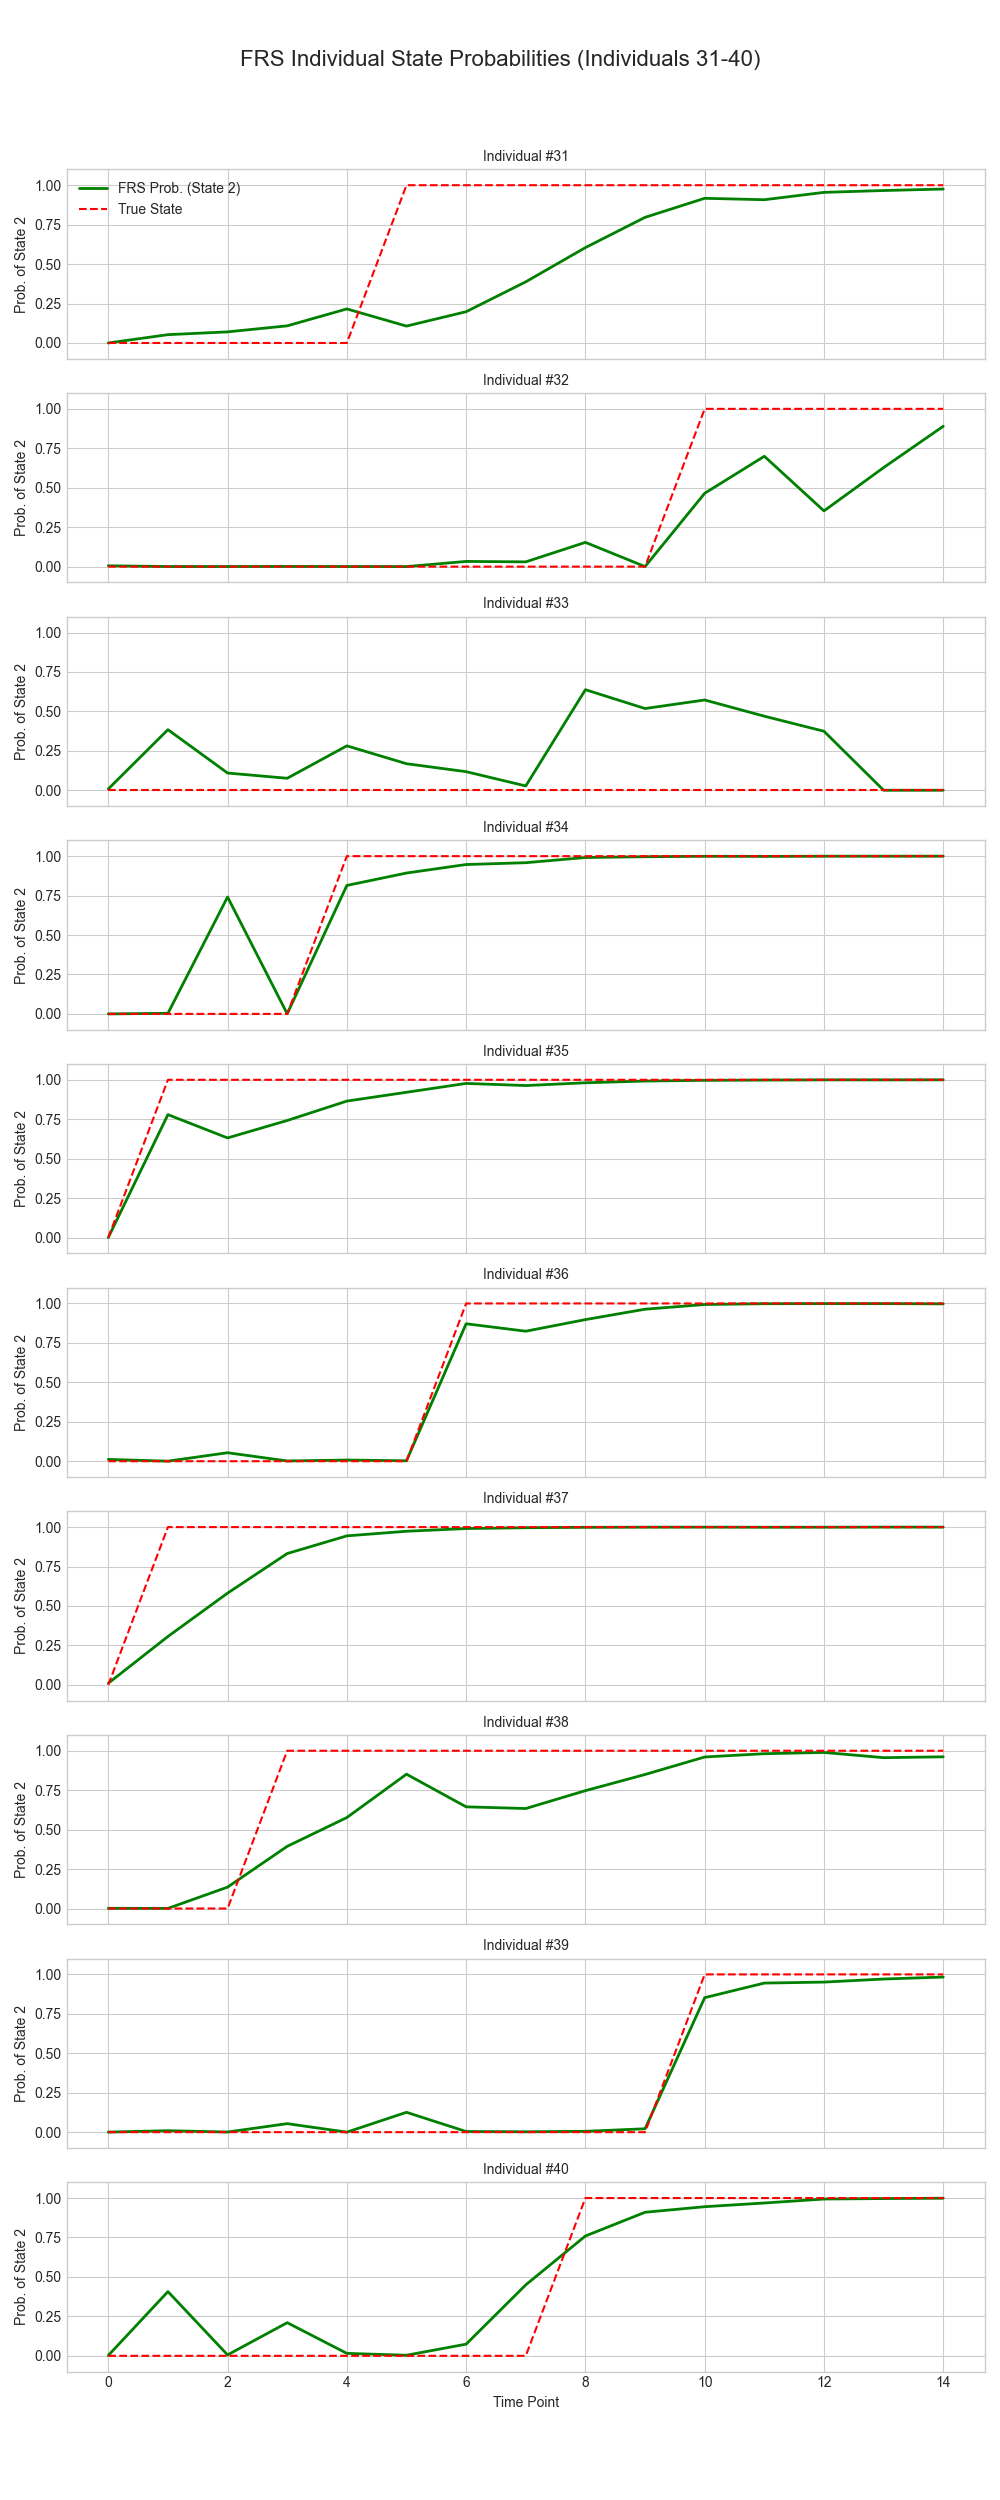 FRS Individual State Probabilities (Individuals 31-40)
Individual #31
Prob. of State 2
1.00
0.75
0.50
0.25
0.00
FRS Prob. (State 2)
True State
Individual #32
Prob. of State 2
1.00
0.75
0.50
0.25
0.00
Individual #33
Prob. of State 2
1.00
0.75
0.50
0.25
0.00
Individual #34
Prob. of State 2
1.00
0.75
0.50
0.25
0.00
Individual #35
Prob. of State 2
1.00
0.75
0.50
0.25
0.00
Individual #36
Prob. of State 2
1.00
0.75
0.50
0.25
0.00
Individual #37
Prob. of State 2
1.00
0.75
0.50
0.25
0.00
Individual #38
Prob. of State 2
1.00
0.75
0.50
0.25
0.00
Individual #39
Prob. of State 2
1.00
0.75
0.50
0.25
0.00
Individual #40
Prob. of State 2
1.00
0.75
0.50
0.25
0.00
0 2 4 6 8 10 12 14
Time Point